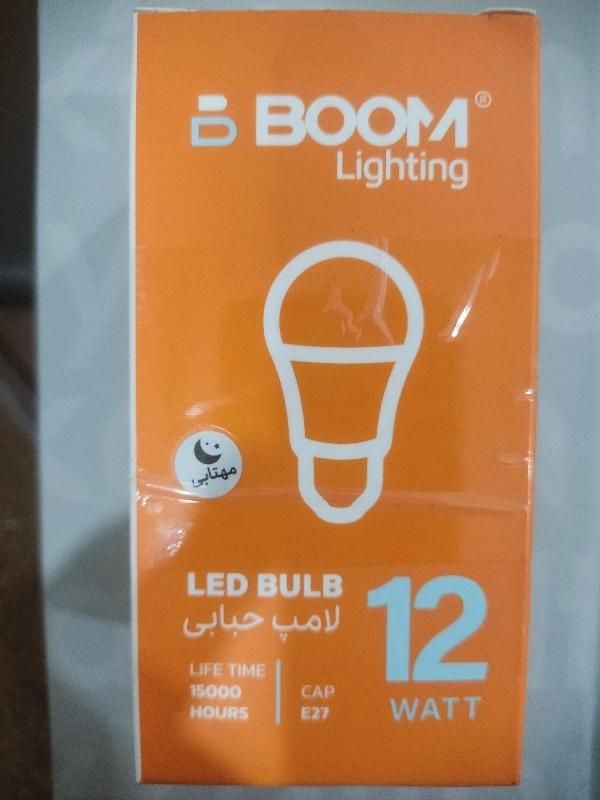 BOOM®
Lighting
مهتابی
LED BULB
لامپ حبابی
LIFE TIME
15000
HOURS
CAP
E27
12
WATT